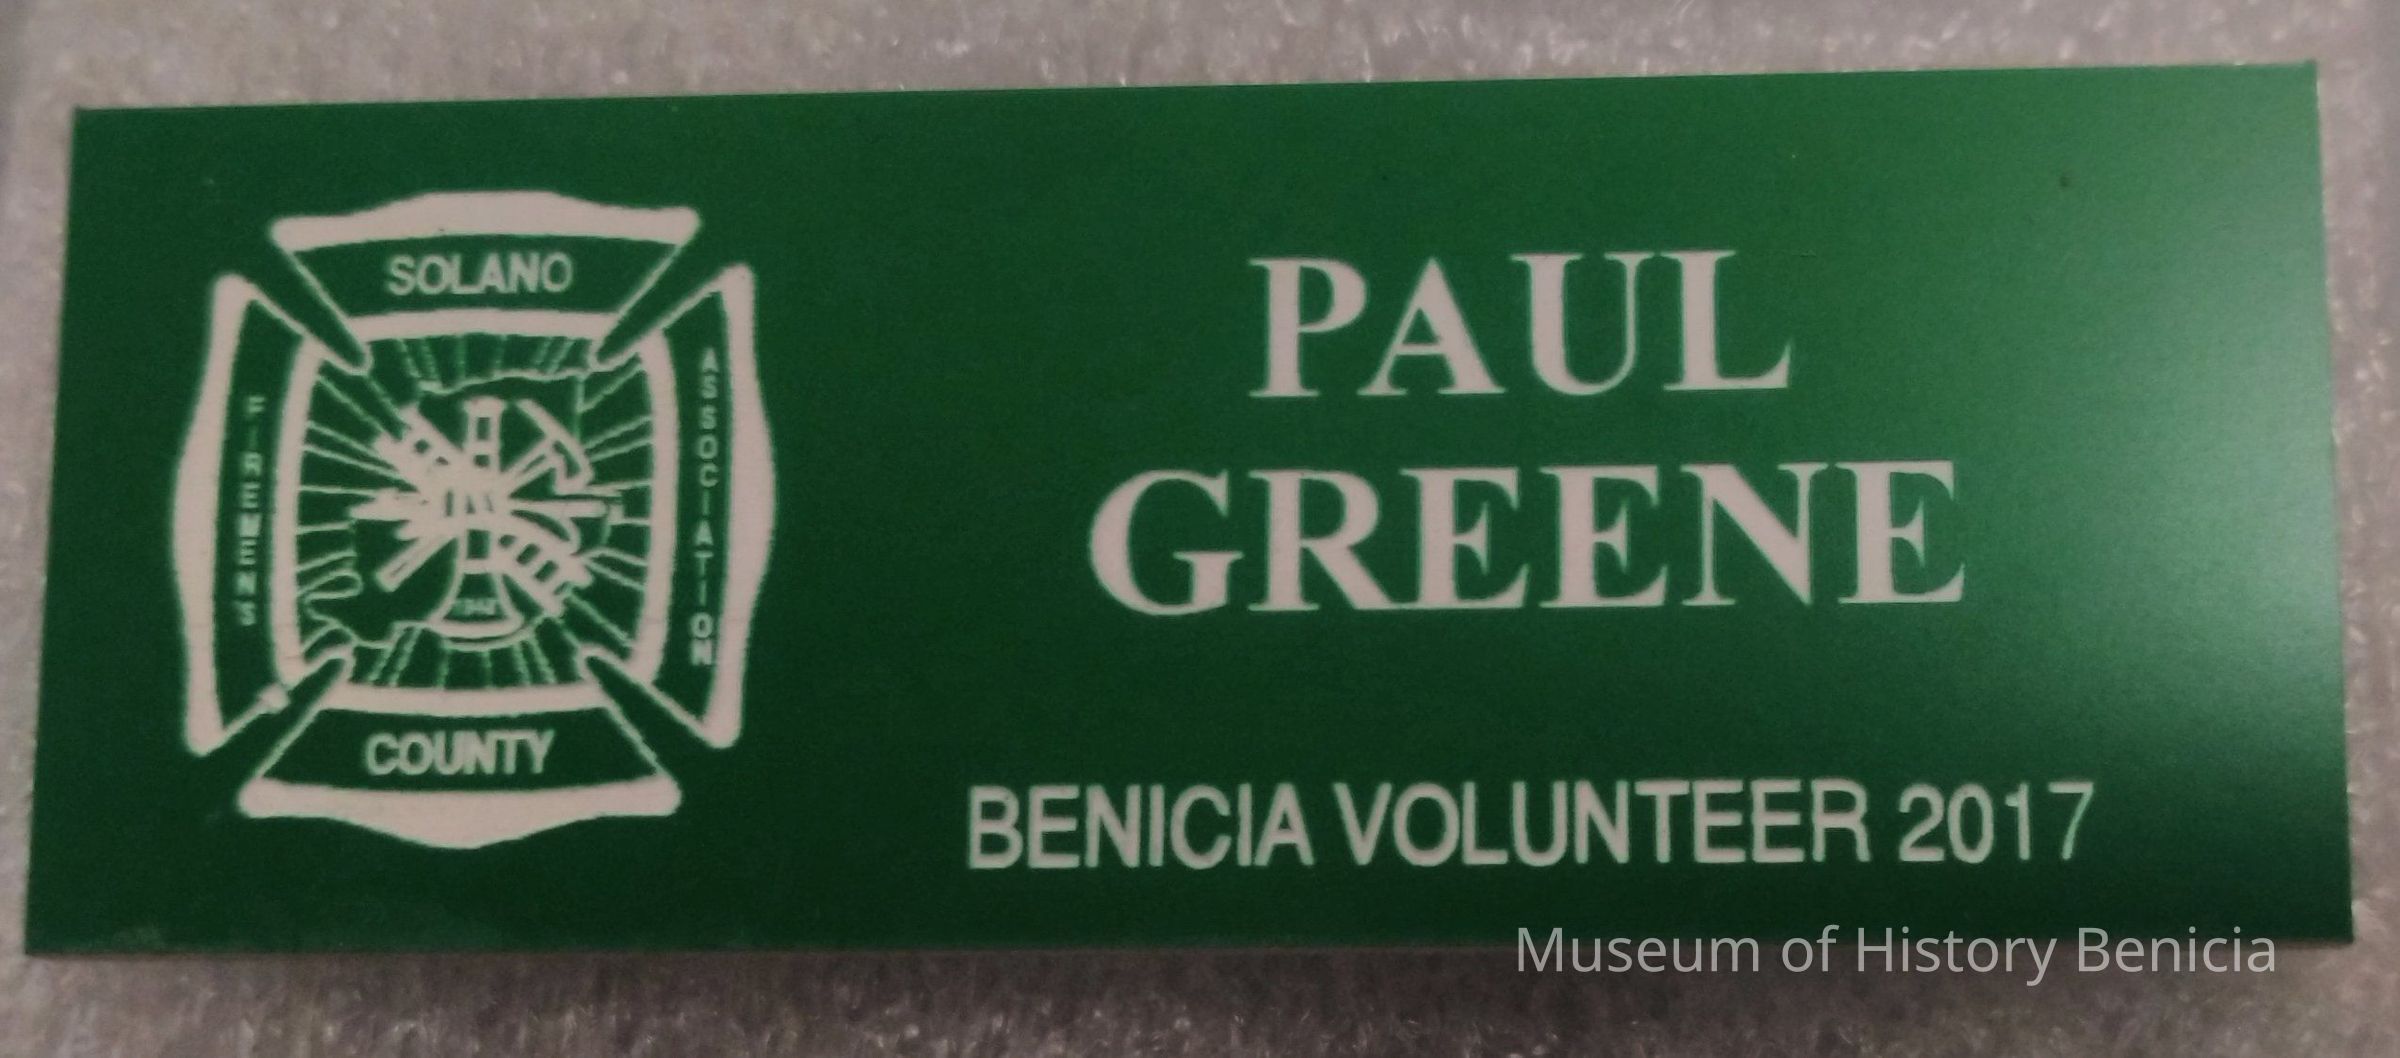 SOLANO
FIREMENS
ASSOCIATION
COUNTY
PAUL
GREENE
BENICIA VOLUNTEER 2017
Museum of History Benicia